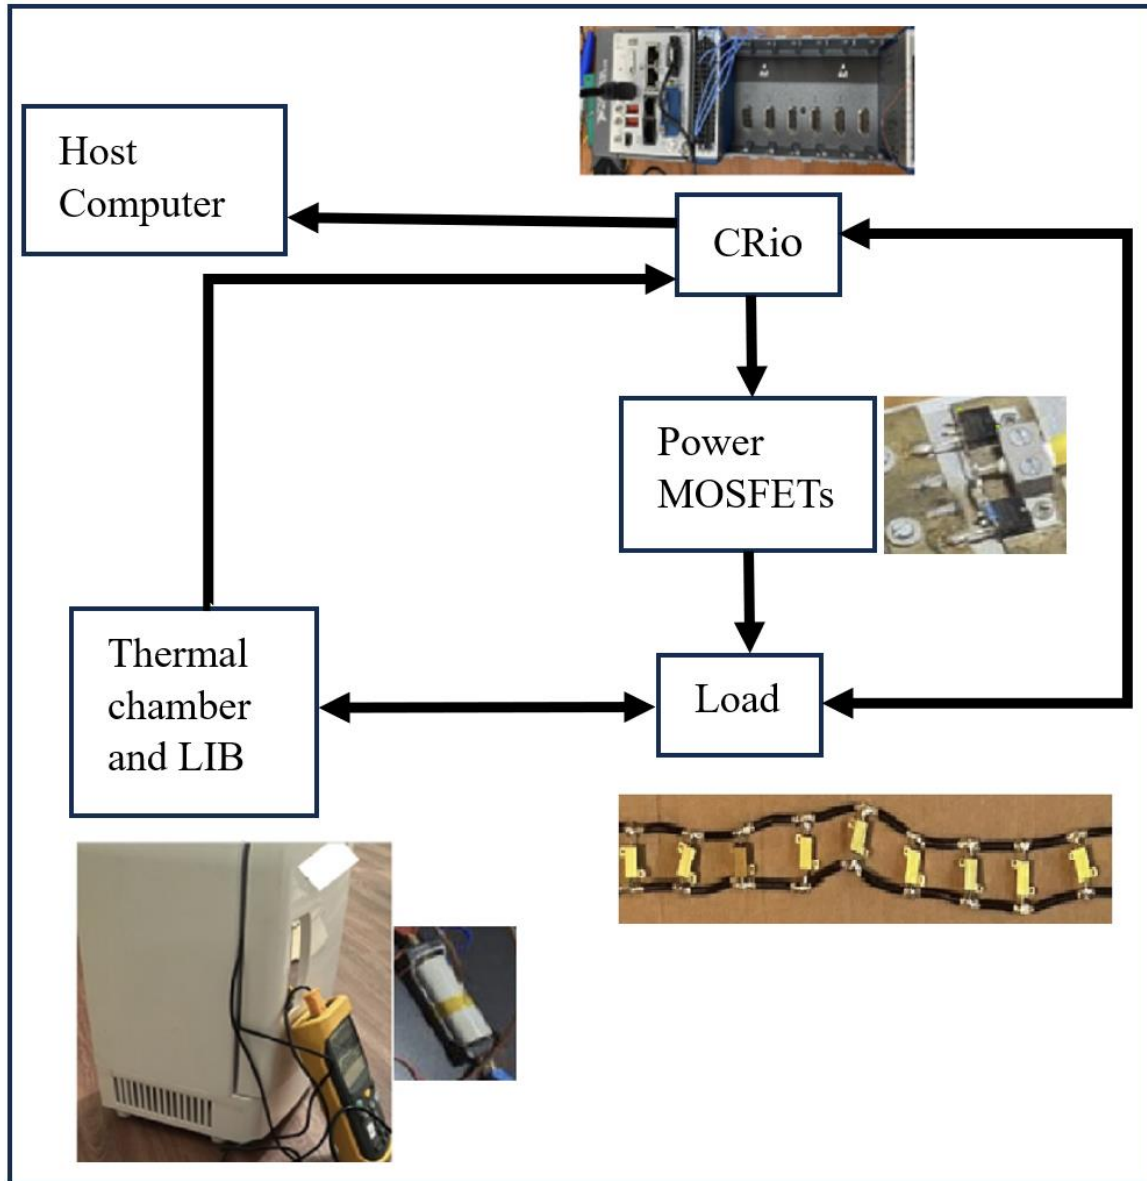 Host
Computer
CRio
Power
MOSFETs
Thermal
chamber
and LIB
Load